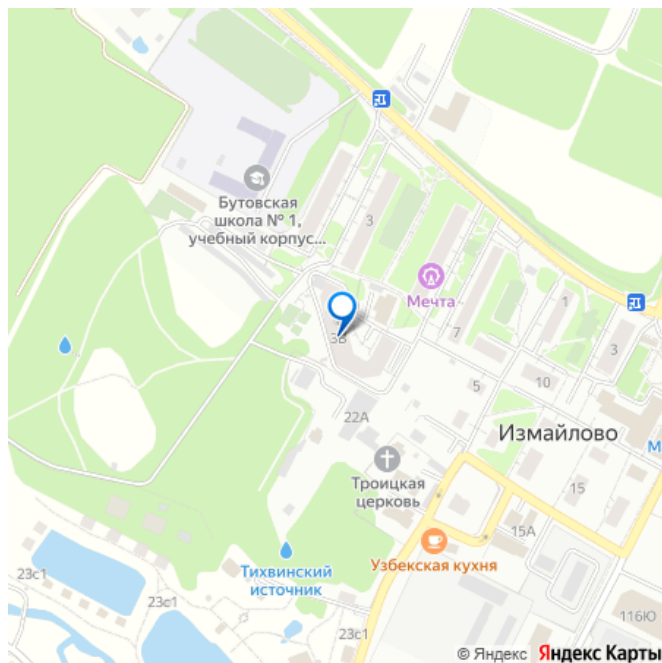 Бутовская
школа № 1,
учебный корпус...
3
Мечта
3В
7
1
3
5
10
22А
Измайлово
М
Троицкая
церковь
15
15А
Узбекская кухня
Тихвинский
источник
23с1
23с1
23с1
116Ю
© Яндекс Яндекс Карты